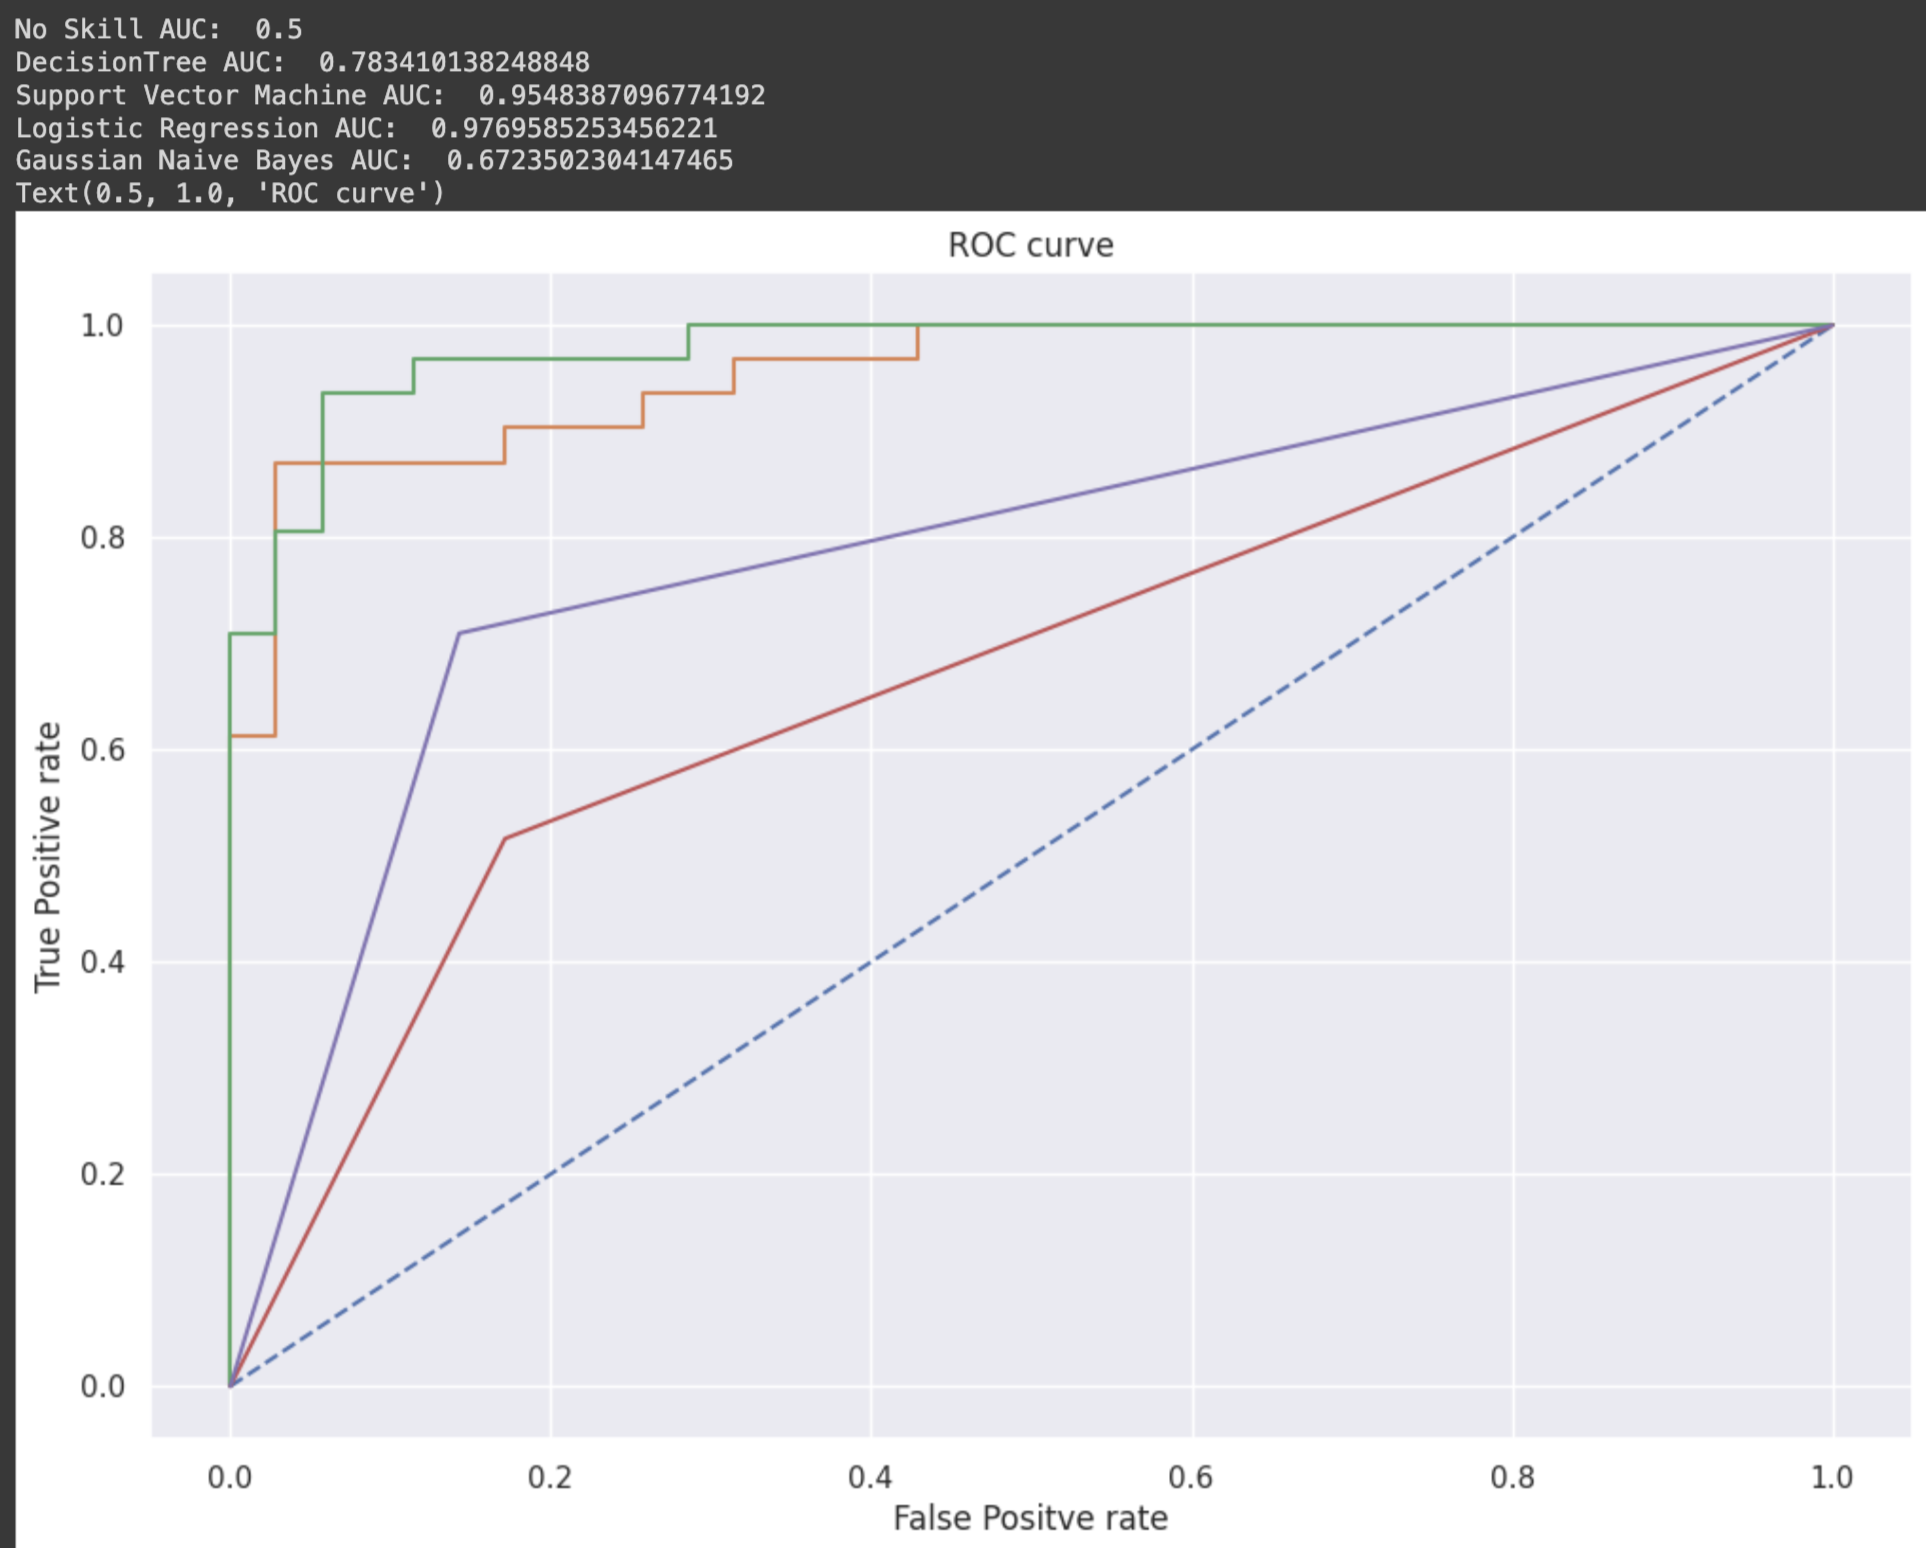 No Skill AUC:  0.5
DecisionTree AUC:  0.783410138248848
Support Vector Machine AUC:  0.9548387096774192
Logistic Regression AUC:  0.9769585253456221
Gaussian Naive Bayes AUC:  0.6723502304147465
Text(0.5, 1.0, 'ROC curve')
ROC curve
1.0
0.8
0.6
0.4
0.2
0.0
True Positive rate
0.0 0.2 0.4 0.6 0.8 1.0
False Positve rate